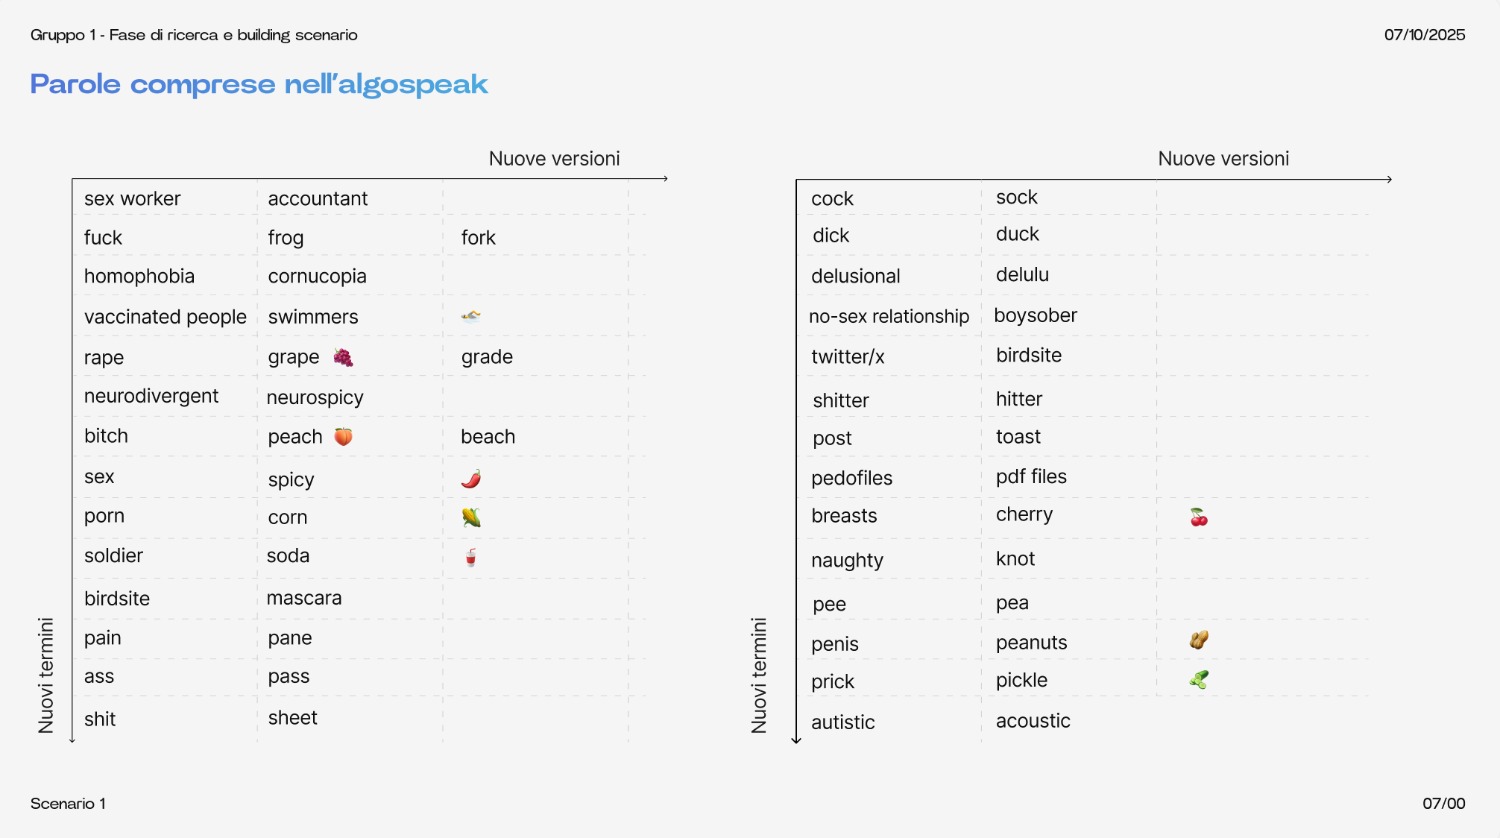 Gruppo 1 - Fase di ricerca e building scenario
07/10/2025
Parole comprese nell'algospeak
Nuove versioni
sex worker accountant
fuck frog fork
homophobia cornucopia
vaccinated people swimmers
rape grape grade
neurodivergent neurospicy
bitch peach beach
sex spicy
porn corn
soldier soda
birdsite mascara
pain pane
ass pass
shit sheet
Nuovi termini
Nuove versioni
cock sock
dick duck
delusional delulu
no-sex relationship boysober
twitter/x birdsite
shitter hitter
post toast
pedofiles pdf files
breasts cherry
naughty knot
pee pea
penis peanuts
prick pickle
autistic acoustic
Nuovi termini
Scenario 1
07/00